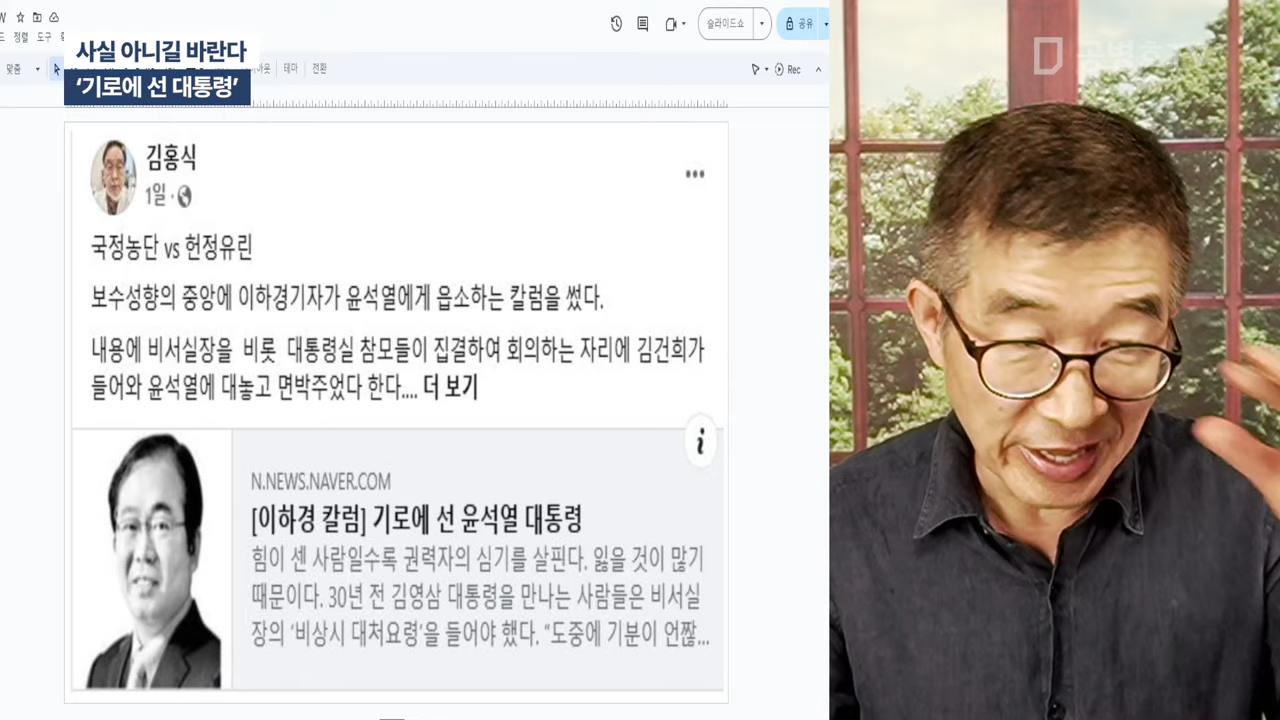 슬라이드쇼
공유
정렬 도구
사실 아니길 바란다
맞춤
테마
전환
Rec
'기로에 선 대통령'
공병호TV
김홍식
1일
국정농단 vs 헌정유린
보수성향의 중앙에 이하경기자가 윤석열에게 읍소하는 칼럼을 썼다.
내용에 비서실장을 비롯 대통령실 참모들이 집결하여 회의하는 자리에 김건희가
들어와 윤석열에 대놓고 면박주었다 한다.... 더 보기
N.NEWS.NAVER.COM
[이하경 칼럼] 기로에 선 윤석열 대통령
힘이 센 사람일수록 권력자의 심기를 살핀다. 잃을 것이 많기
때문이다. 30년 전 김영삼 대통령을 만나는 사람들은 비서실
장의 '비상시 대처요령'을 들어야 했다. "도중에 기분이 언짢...